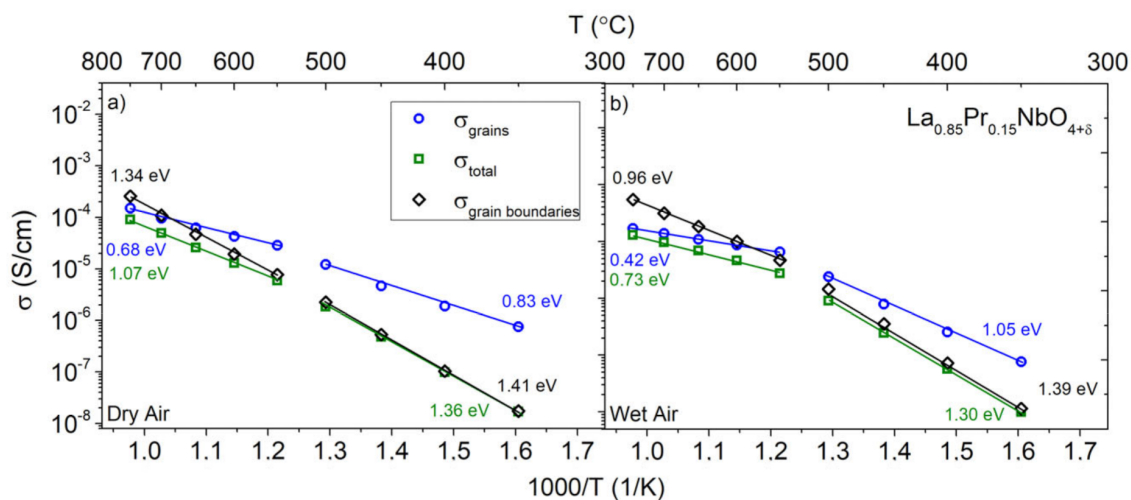 T (°C)
800 700 600 500 400 300 700 600 500 400 300
a)
b)
La0.85Pr0.15NbO4+δ
σgrains
σtotal
σgrain boundaries
10-2
10-3
10-4
10-5
10-6
10-7
10-8
σ (S/cm)
1.34 eV
0.68 eV
1.07 eV
0.83 eV
1.41 eV
1.36 eV
Dry Air
0.96 eV
0.42 eV
0.73 eV
1.05 eV
1.39 eV
1.30 eV
Wet Air
1.0 1.1 1.2 1.3 1.4 1.5 1.6 1.7 1.0 1.1 1.2 1.3 1.4 1.5 1.6 1.7
1000/T (1/K)